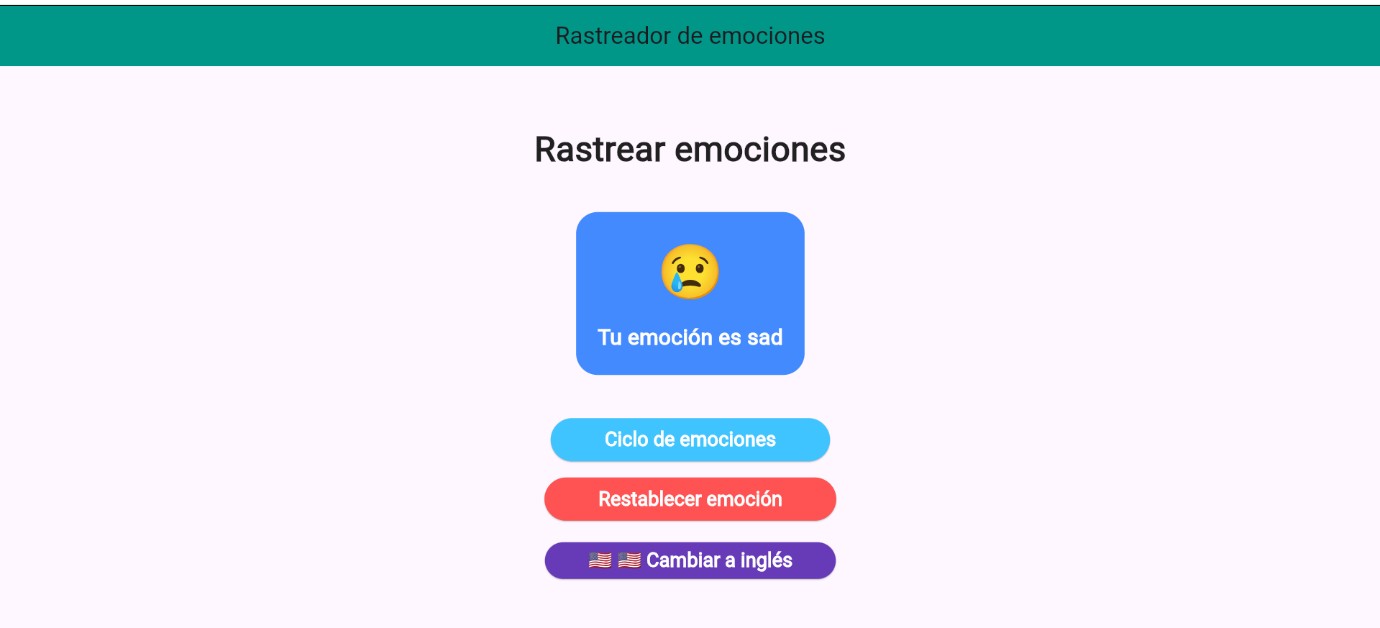 Rastreador de emociones
Rastrear emociones
Tu emoción es sad
Ciclo de emociones
Restablecer emoción
🇺🇸 🇺🇸 Cambiar a inglés